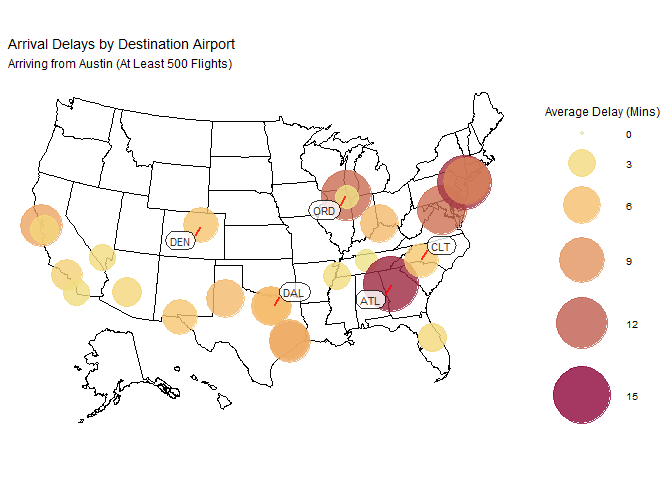 Arrival Delays by Destination Airport
Arriving from Austin (At Least 500 Flights)
Average Delay (Mins)
0
3
6
9
12
15
ORD
DEN
CLT
DAL
ATL